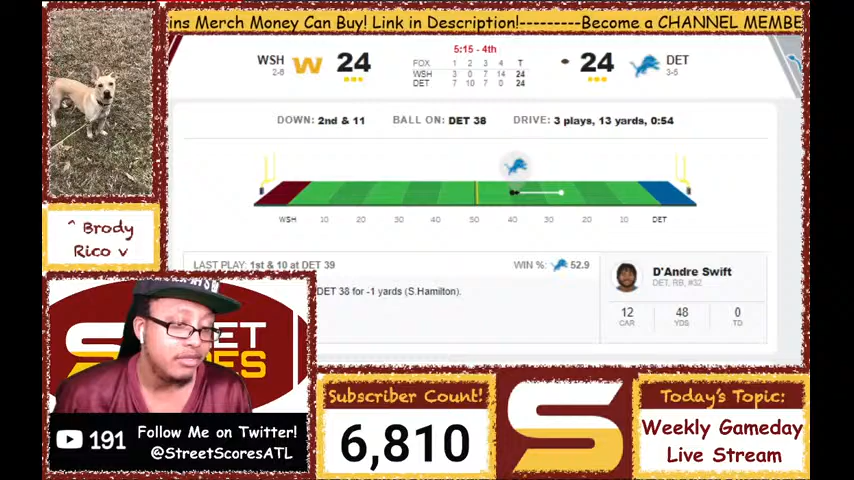 ins Merch Money Can Buy! Link in Description!---------Become a CHANNEL MEMBE
5:15 - 4th
WSH
2-6
24
FOX 1 2 3 4 T
WSH 3 0 7 14 24
DET 7 10 7 0 24
24
DET
3-5
DOWN: 2nd & 11 BALL ON: DET 38 DRIVE: 3 plays, 13 yards, 0:54
WSH 10 20 30 40 50 40 30 20 10 DET
LAST PLAY: 1st & 10 at DET 39 WIN %: 52.9
DET 38 for -1 yards (S.Hamilton).
D'Andre Swift
DET: RB, #32
12 48 0
CAR YDS TD
^ Brody
Rico v
STREET
SCORES
191
Follow Me on Twitter!
@StreetScoresATL
Subscriber Count!
6,810
S
Today's Topic:
Weekly Gameday
Live Stream